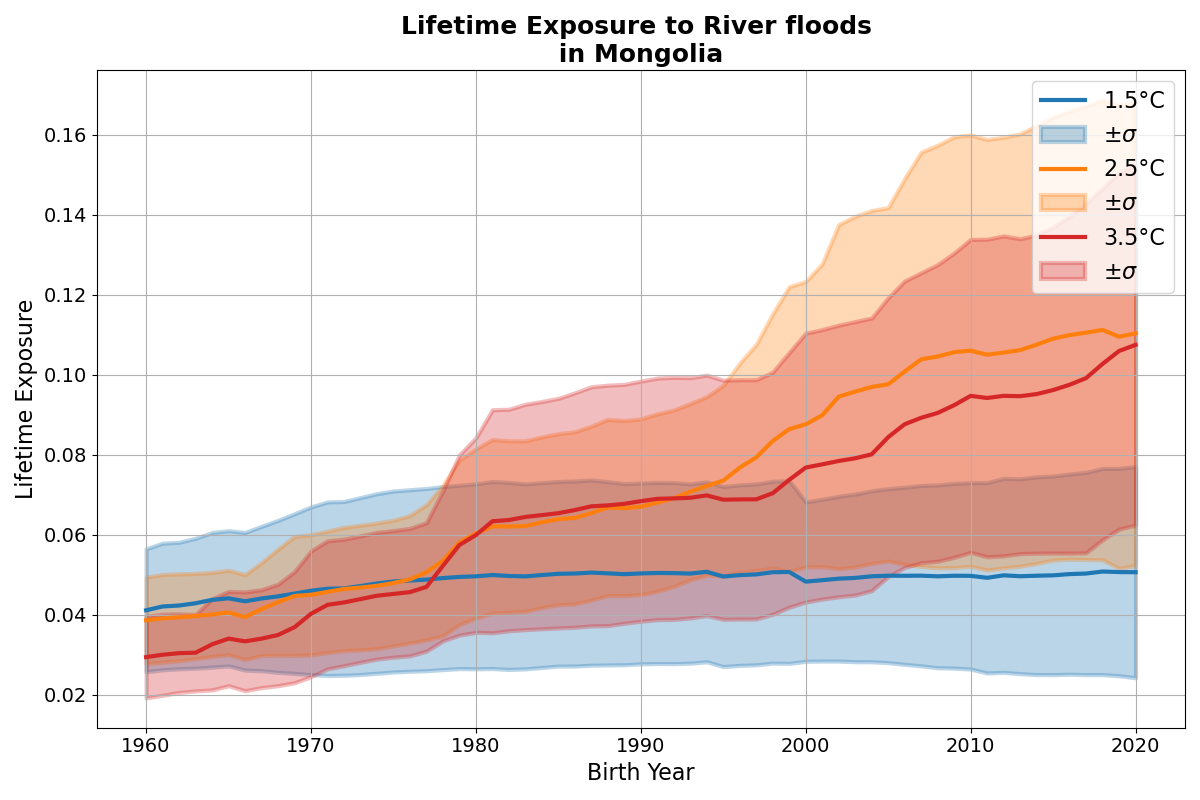 Lifetime Exposure to River floods
in Mongolia
Lifetime Exposure
0.16
0.14
0.12
0.10
0.08
0.06
0.04
0.02
1960 1970 1980 1990 2000 2010 2020
Birth Year
1.5°C
±σ
2.5°C
±σ
3.5°C
±σ